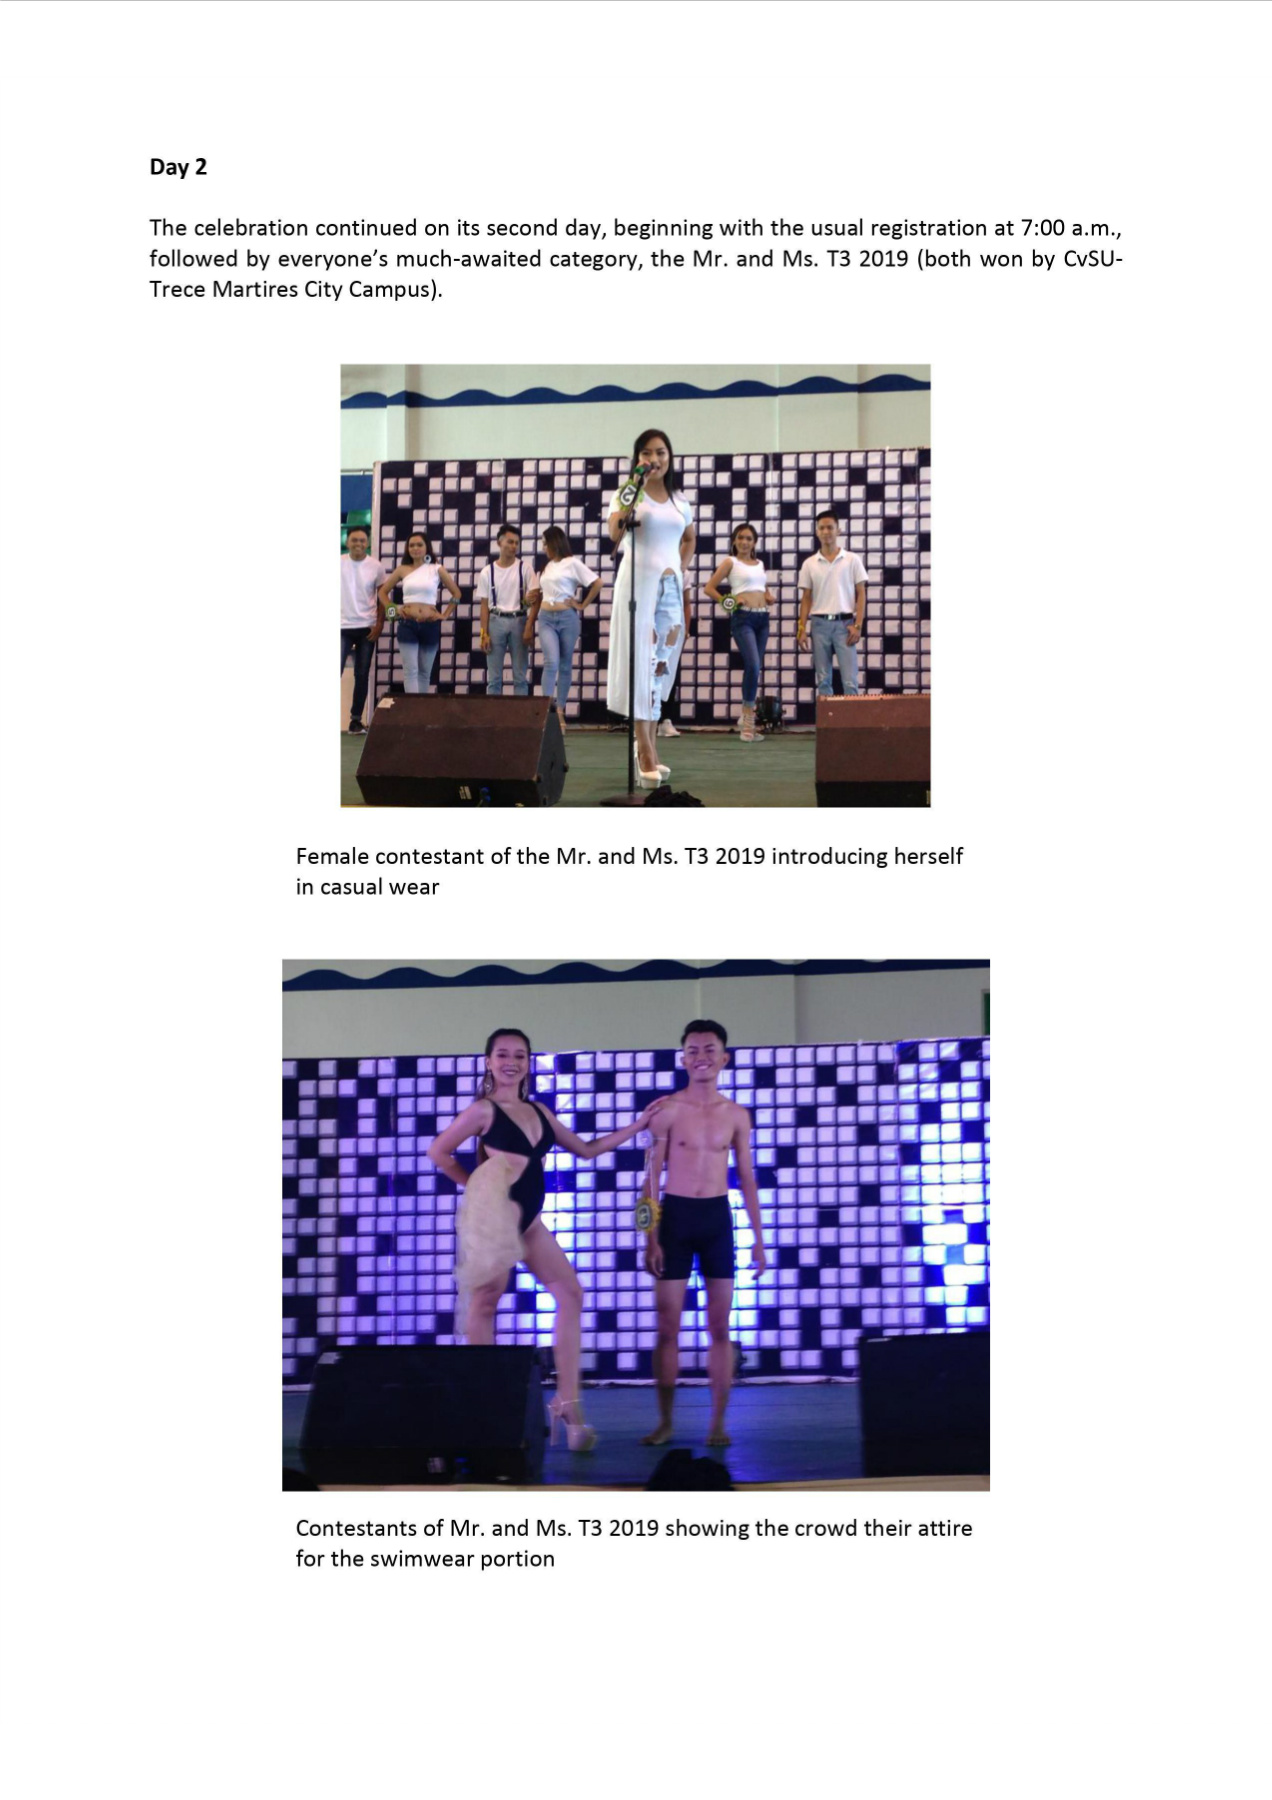 Day 2
The celebration continued on its second day, beginning with the usual registration at 7:00 a.m.,
followed by everyone’s much-awaited category, the Mr. and Ms. T3 2019 (both won by CvSU-
Trece Martires City Campus).
Female contestant of the Mr. and Ms. T3 2019 introducing herself
in casual wear
Contestants of Mr. and Ms. T3 2019 showing the crowd their attire
for the swimwear portion